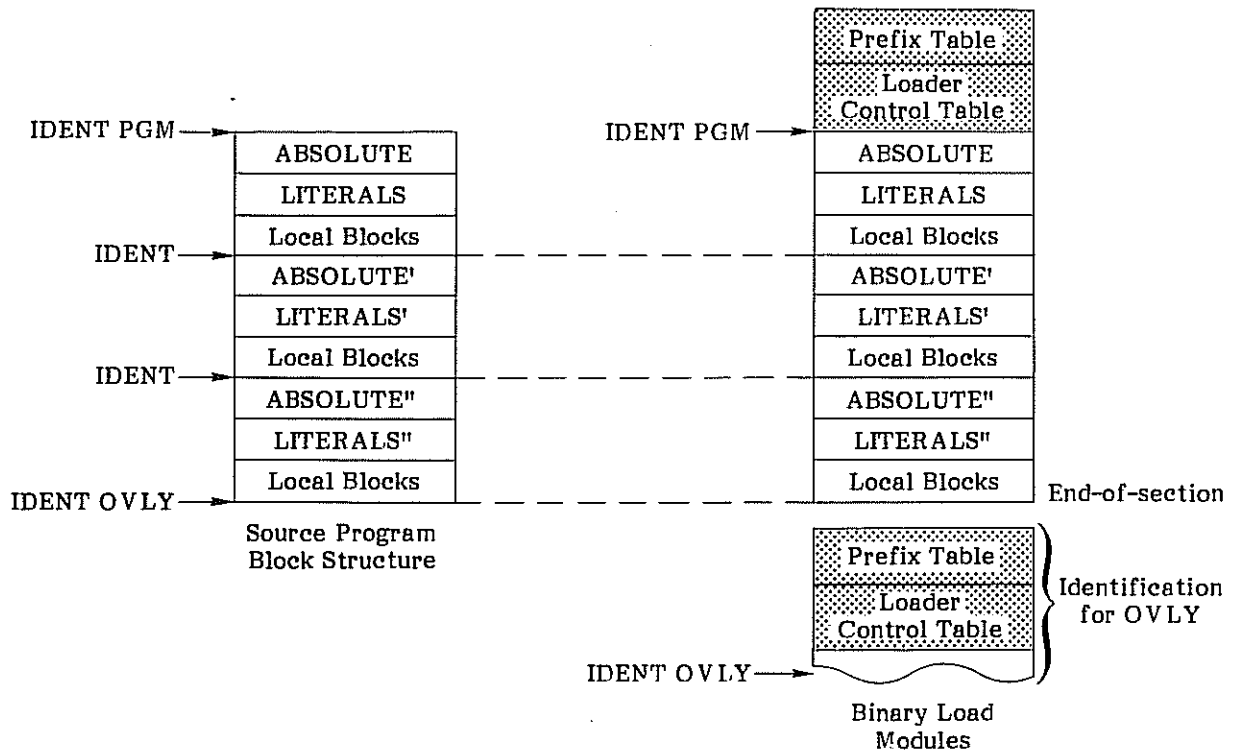 Prefix Table
Loader
Control Table
IDENT PGM
ABSOLUTE
LITERALS
Local Blocks
IDENT
ABSOLUTE'
LITERALS'
Local Blocks
IDENT
ABSOLUTE"
LITERALS"
Local Blocks
IDENT OVLY
Source Program
Block Structure
IDENT PGM
ABSOLUTE
LITERALS
Local Blocks
ABSOLUTE'
LITERALS'
Local Blocks
ABSOLUTE"
LITERALS"
Local Blocks
End-of-section
Prefix Table
Loader
Control Table
Identification
for OVLY
IDENT OVLY
Binary Load
Modules